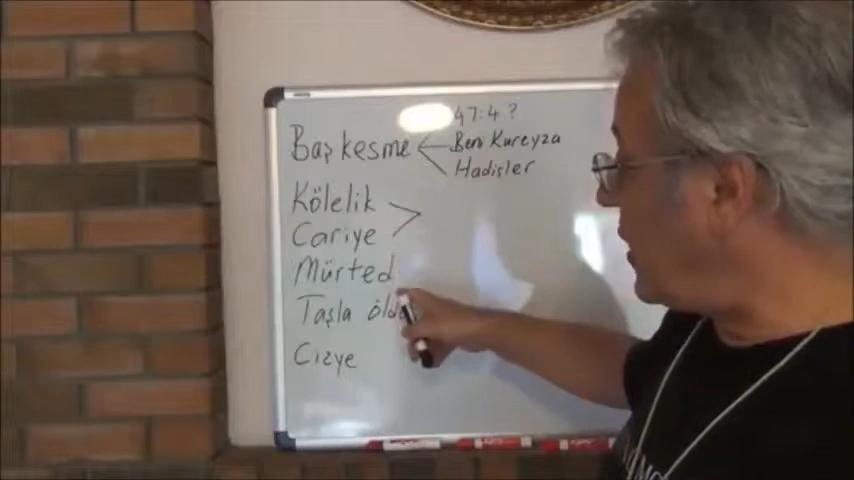 47:4 ?
Baş kesme
Beni Kureyza
Hadisler
Kölelik
Cariye
Mürted
Taşla
Cizye